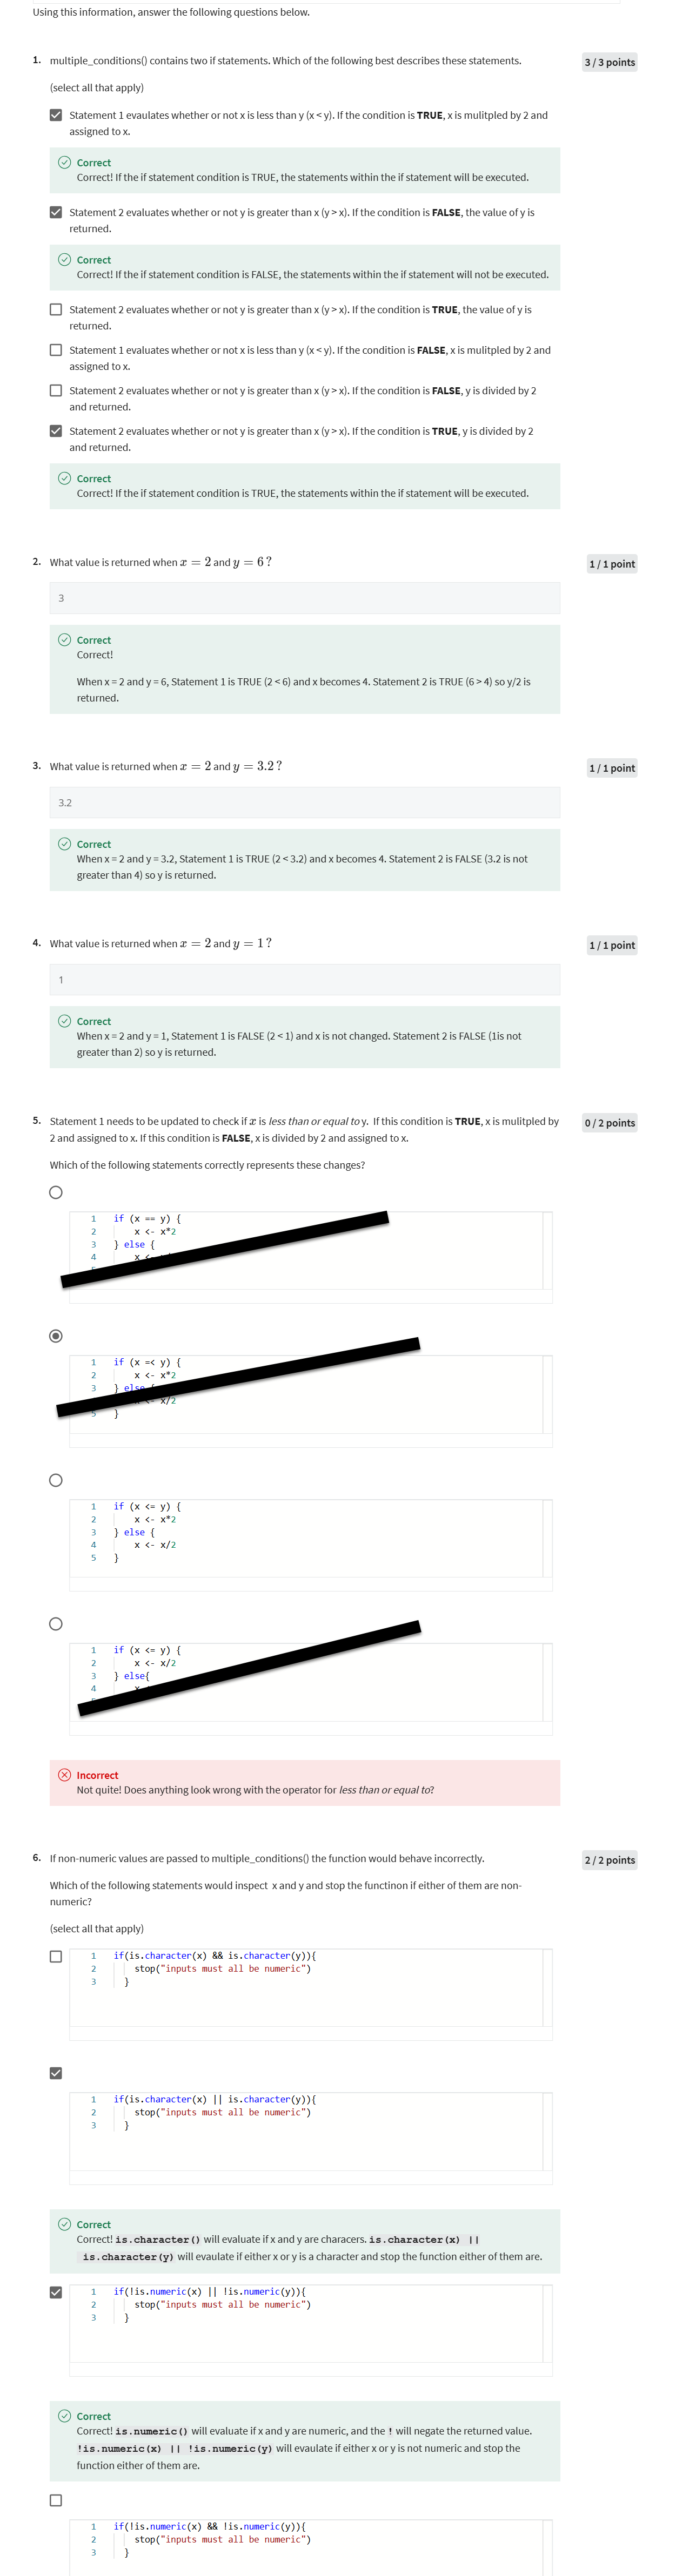 Using this information, answer the following questions below.
1. multiple_conditions() contains two if statements. Which of the following best describes these statements.
3 / 3 points
(select all that apply)
Statement 1 evaulates whether or not x is less than y (x < y). If the condition is TRUE, x is mulitpled by 2 and
assigned to x.
Correct
Correct! If the if statement condition is TRUE, the statements within the if statement will be executed.
Statement 2 evaluates whether or not y is greater than x (y > x). If the condition is FALSE, the value of y is
returned.
Correct
Correct! If the if statement condition is FALSE, the statements within the if statement will not be executed.
Statement 2 evaluates whether or not y is greater than x (y > x). If the condition is TRUE, the value of y is
returned.
Statement 1 evaluates whether or not x is less than y (x < y). If the condition is FALSE, x is mulitpled by 2 and
assigned to x.
Statement 2 evaluates whether or not y is greater than x (y > x). If the condition is FALSE, y is divided by 2
and returned.
Statement 2 evaluates whether or not y is greater than x (y > x). If the condition is TRUE, y is divided by 2
and returned.
Correct
Correct! If the if statement condition is TRUE, the statements within the if statement will be executed.
2. What value is returned when x = 2 and y = 6 ?
1 / 1 point
3
Correct
Correct!
When x = 2 and y = 6, Statement 1 is TRUE (2 < 6) and x becomes 4. Statement 2 is TRUE (6 > 4) so y/2 is
returned.
3. What value is returned when x = 2 and y = 3.2 ?
1 / 1 point
3.2
Correct
When x = 2 and y = 3.2, Statement 1 is TRUE (2 < 3.2) and x becomes 4. Statement 2 is FALSE (3.2 is not
greater than 4) so y is returned.
4. What value is returned when x = 2 and y = 1 ?
1 / 1 point
1
Correct
When x = 2 and y = 1, Statement 1 is FALSE (2 < 1) and x is not changed. Statement 2 is FALSE (1is not
greater than 2) so y is returned.
5. Statement 1 needs to be updated to check if x is less than or equal to y. If this condition is TRUE, x is mulitpled by
0 / 2 points
2 and assigned to x. If this condition is FALSE, x is divided by 2 and assigned to x.
Which of the following statements correctly represents these changes?
1 if (x == y) {
2 x <- x*2
3 } else {
4 x
1 if (x =< y) {
2 x <- x*2
3 }
x/2
5 }
1 if (x <= y) {
2 x <- x*2
3 } else {
4 x <- x/2
5 }
1 if (x <= y) {
2 x <- x/2
3 } else{
4
Incorrect
Not quite! Does anything look wrong with the operator for less than or equal to?
6. If non-numeric values are passed to multiple_conditions() the function would behave incorrectly.
2 / 2 points
Which of the following statements would inspect x and y and stop the functinon if either of them are non-
numeric?
(select all that apply)
1 if(is.character(x) && is.character(y)){
2 stop("inputs must all be numeric")
3 }
1 if(is.character(x) || is.character(y)){
2 stop("inputs must all be numeric")
3 }
Correct
Correct! is.character() will evaluate if x and y are characers. is.character(x) ||
is.character(y) will evaulate if either x or y is a character and stop the function either of them are.
1 if(!is.numeric(x) || !is.numeric(y)){
2 stop("inputs must all be numeric")
3 }
Correct
Correct! is.numeric() will evaluate if x and y are numeric, and the ! will negate the returned value.
!is.numeric(x) || !is.numeric(y) will evaulate if either x or y is not numeric and stop the
function either of them are.
1 if(!is.numeric(x) && !is.numeric(y)){
2 stop("inputs must all be numeric")
3 }